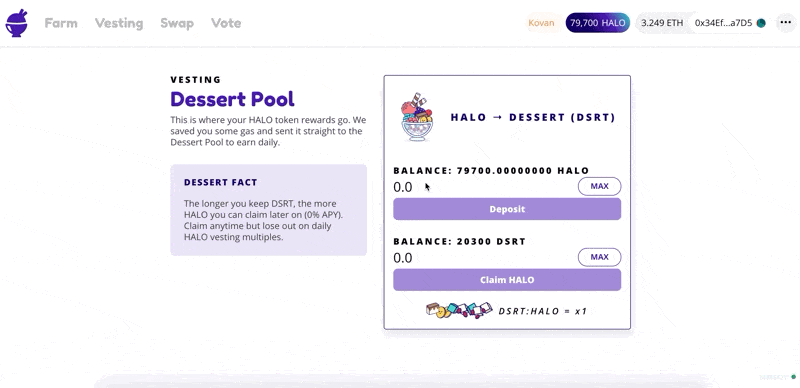 Farm Vesting Swap Vote
Kovan 79,700 HALO 3.249 ETH 0x34Ef...a7D5
VESTING
Dessert Pool
This is where your HALO token rewards go. We
saved you some gas and sent it straight to the
Dessert Pool to earn daily.
DESSERT FACT
The longer you keep DSRT, the more
HALO you can claim later on (0% APY).
Claim anytime but lose out on daily
HALO vesting multiples.
HALO → DESSERT (DSRT)
BALANCE: 79700.00000000 HALO
0.0 MAX
Deposit
BALANCE: 20300 DSRT
0.0 MAX
Claim HALO
DSRT:HALO = x1